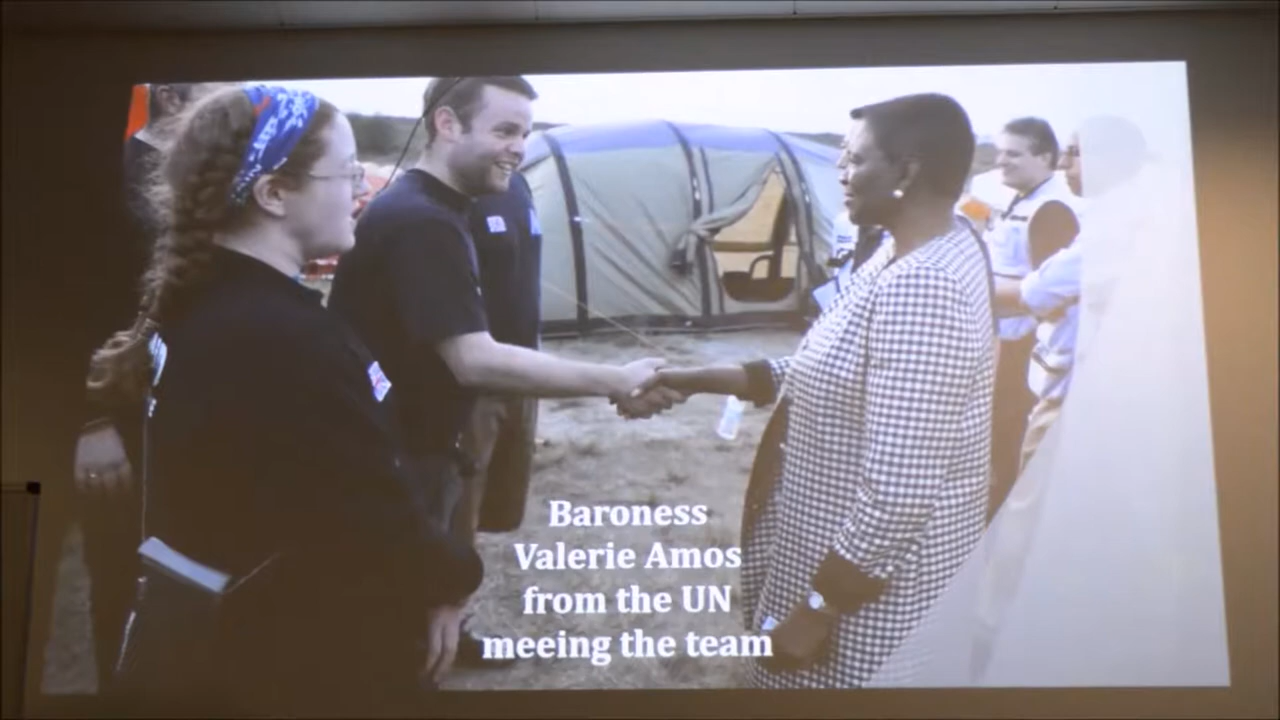 Baroness
Valerie Amos
from the UN
meeing the team